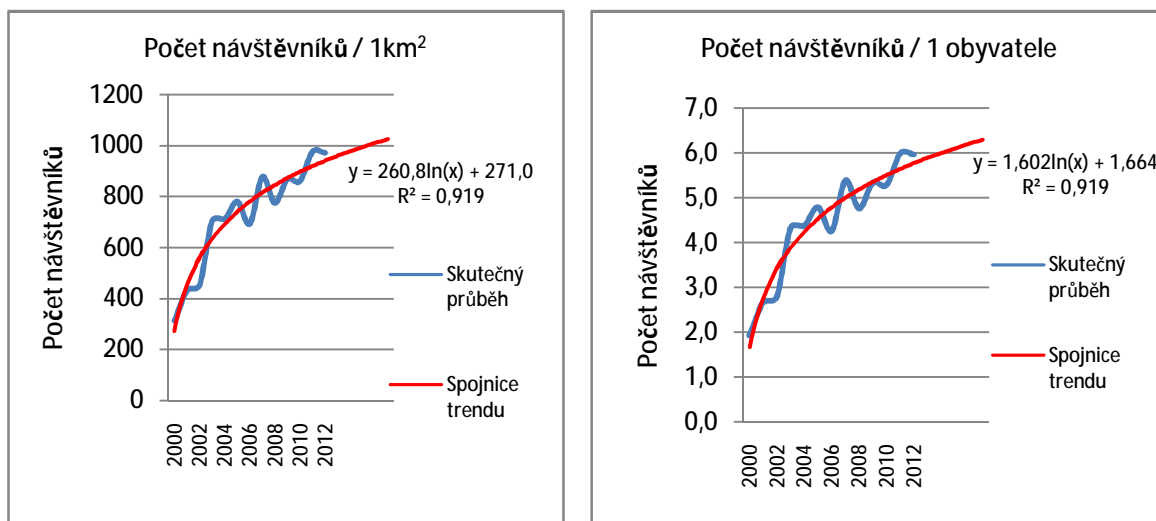 Počet návštěvníků / 1km²
Počet návštěvníků
1200
1000
800
600
400
200
0
y = 260,8ln(x) + 271,0
R² = 0,919
Skutečný
průběh
Spojnice
trendu
2000
2002
2004
2006
2008
2010
2012
Počet návštěvníků / 1 obyvatele
Počet návštěvníků
7,0
6,0
5,0
4,0
3,0
2,0
1,0
0,0
y = 1,602ln(x) + 1,664
R² = 0,919
Skutečný
průběh
Spojnice
trendu
2000
2002
2004
2006
2008
2010
2012